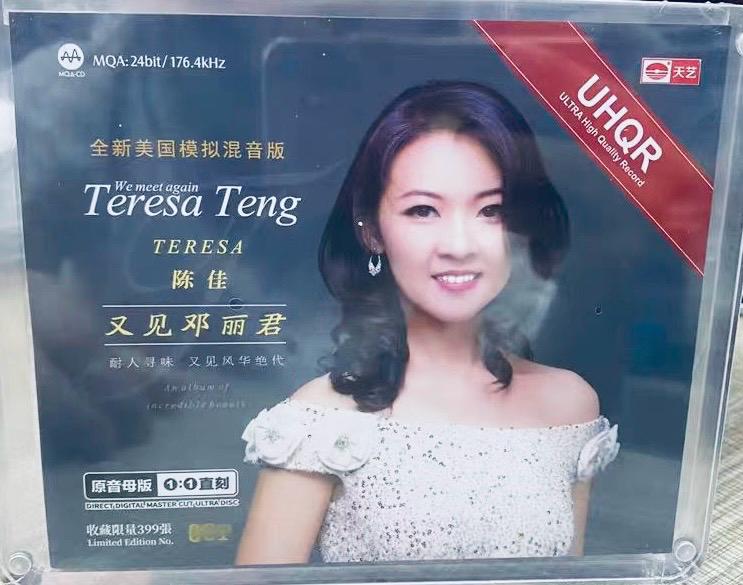 MQA-CD
MQA: 24bit/176.4kHz
天艺
UHQR
ULTRA High Quality Record
全新美国模拟混音版
We meet again
Teresa Teng
TERESA
陈佳
又见邓丽君
耐人寻味 又见风华绝代
An album of
incredible beauty
原音母版 1:1直刻
DIRECT DIGITAL MASTER CUT ULTRA DISC
收藏限量399張
Limited Edition No.